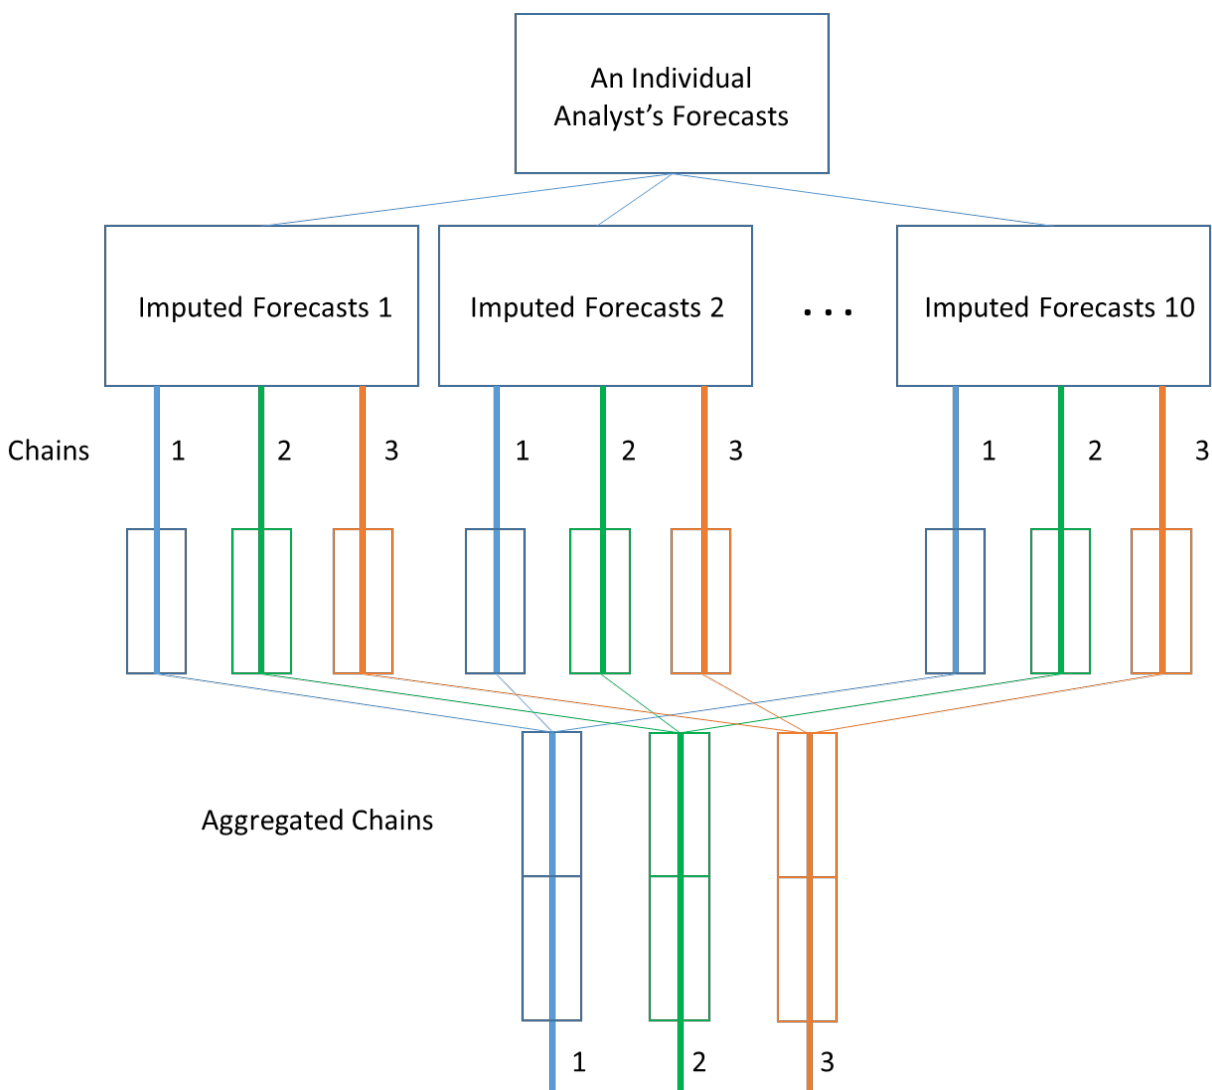 An Individual
Analyst's Forecasts
Imputed Forecasts 1
Imputed Forecasts 2
. . .
Imputed Forecasts 10
Chains
1
2
3
1
2
3
1
2
3
Aggregated Chains
1
2
3